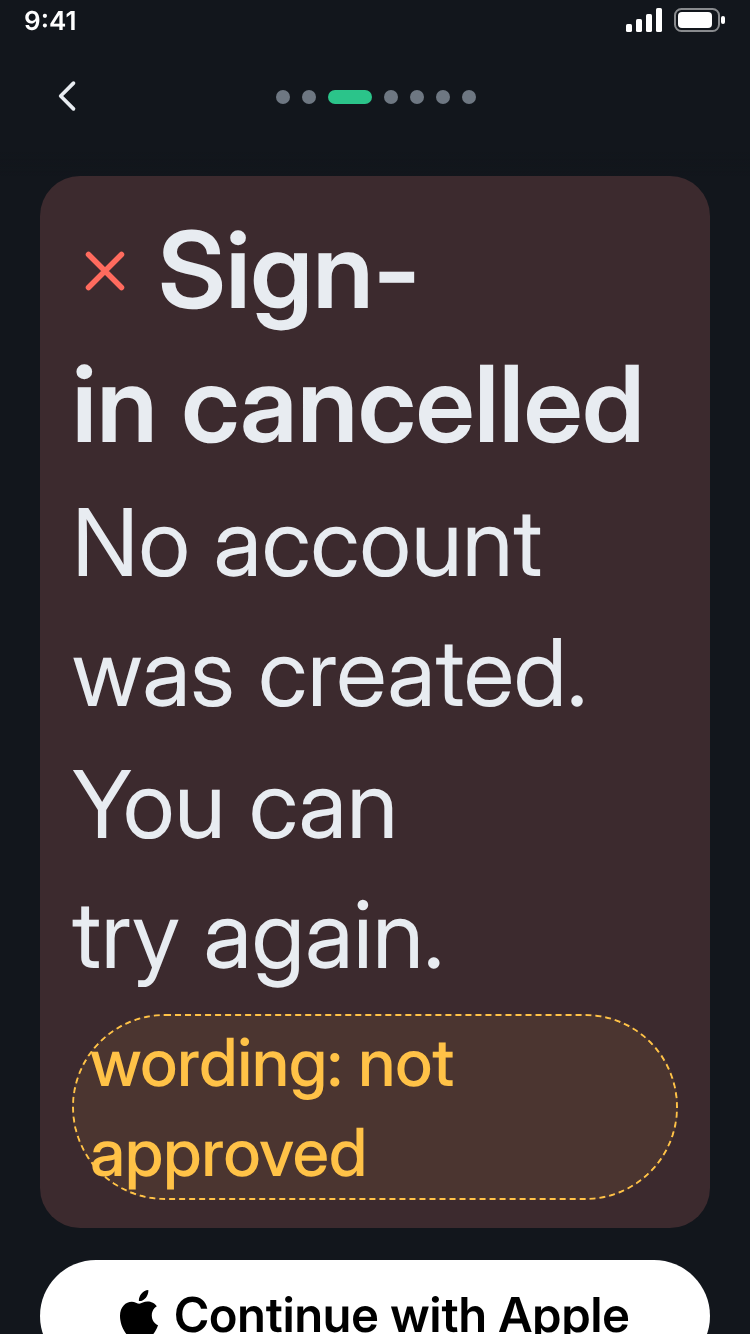 9:41
Sign-
in cancelled
No account
was created.
You can
try again.
wording: not
approved
Continue with Apple